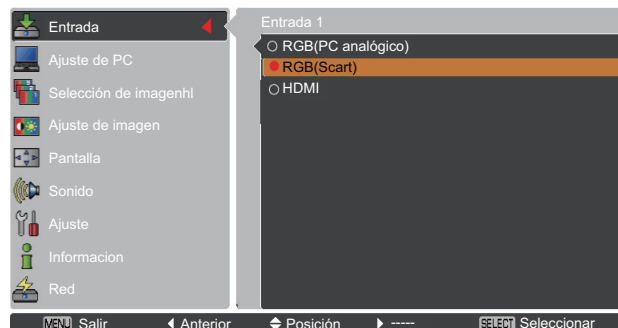 Entrada
Ajuste de PC
Selección de imagenhl
Ajuste de imagen
Pantalla
Sonido
Ajuste
Informacion
Red
Entrada 1
RGB(PC analógico)
RGB(Scart)
HDMI
MENU Salir Anterior Posición ----- SELECT Seleccionar